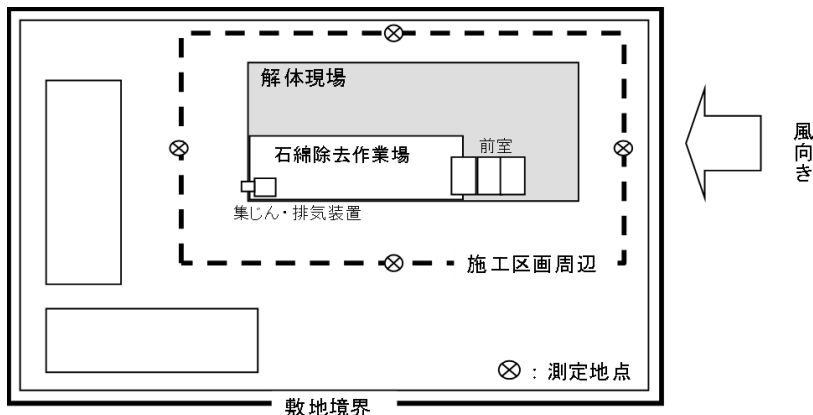 解体現場
石綿除去作業場
前室
集じん・排気装置
風向き
施工区画周辺
⊗：測定地点
敷地境界